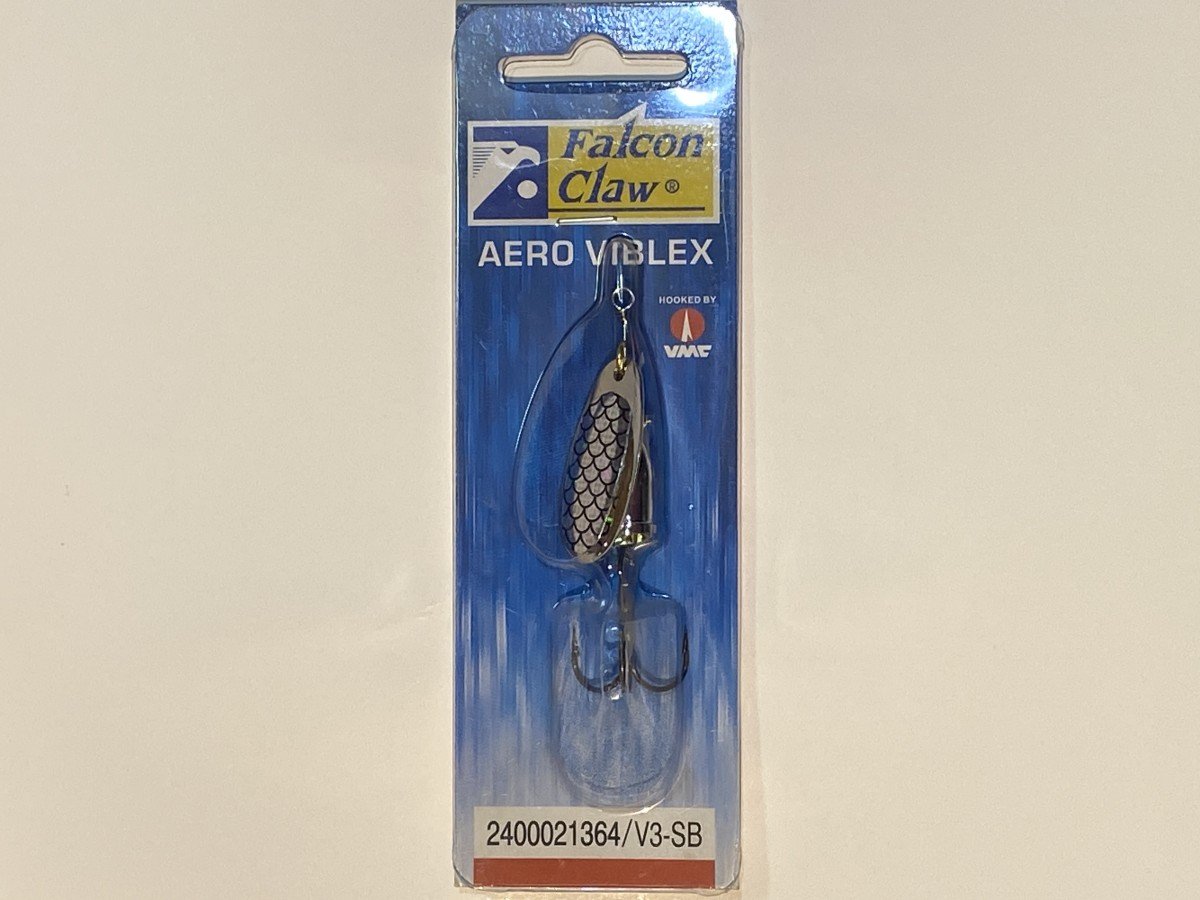 Falcon
Claw®
AERO VIBLEX
HOOKED BY
VMC
2400021364/V3-SB